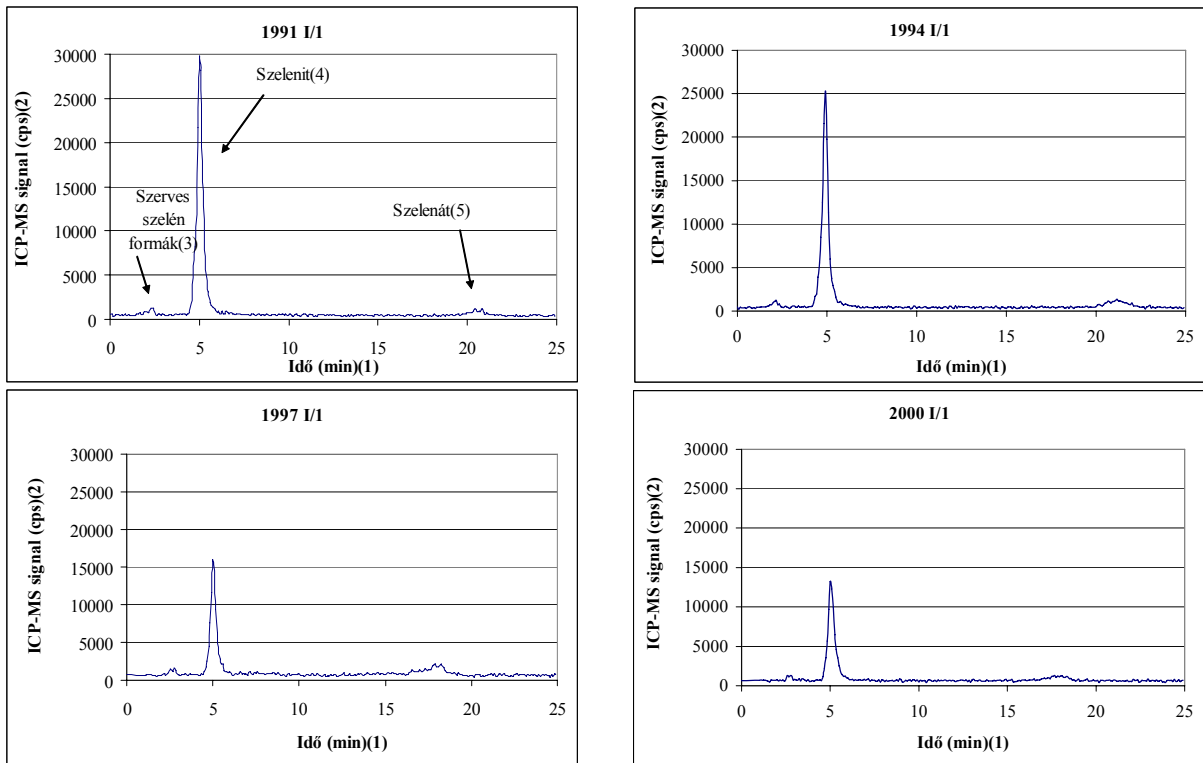 1991 I/1
30000
25000
20000
15000
10000
5000
0
ICP-MS signal (cps)(2)
Szelenit(4)
Szerves
szelén
formák(3)
Szelenát(5)
0 5 10 15 20 25
Idő (min)(1)
1994 I/1
30000
25000
20000
15000
10000
5000
0
ICP-MS signal (cps)(2)
0 5 10 15 20 25
Idő (min)(1)
1997 I/1
30000
25000
20000
15000
10000
5000
0
ICP-MS signal (cps)(2)
0 5 10 15 20 25
Idő (min)(1)
2000 I/1
30000
25000
20000
15000
10000
5000
0
ICP-MS signal (cps)(2)
0 5 10 15 20 25
Idő (min)(1)